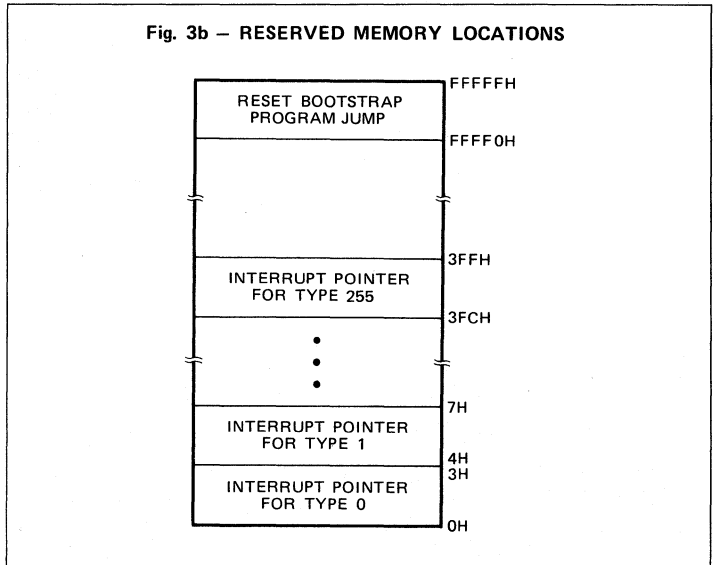 Fig. 3b – RESERVED MEMORY LOCATIONS
FFFFFH
RESET BOOTSTRAP
PROGRAM JUMP
FFFF0H
3FFH
INTERRUPT POINTER
FOR TYPE 255
3FCH
7H
INTERRUPT POINTER
FOR TYPE 1
4H
3H
INTERRUPT POINTER
FOR TYPE 0
0H